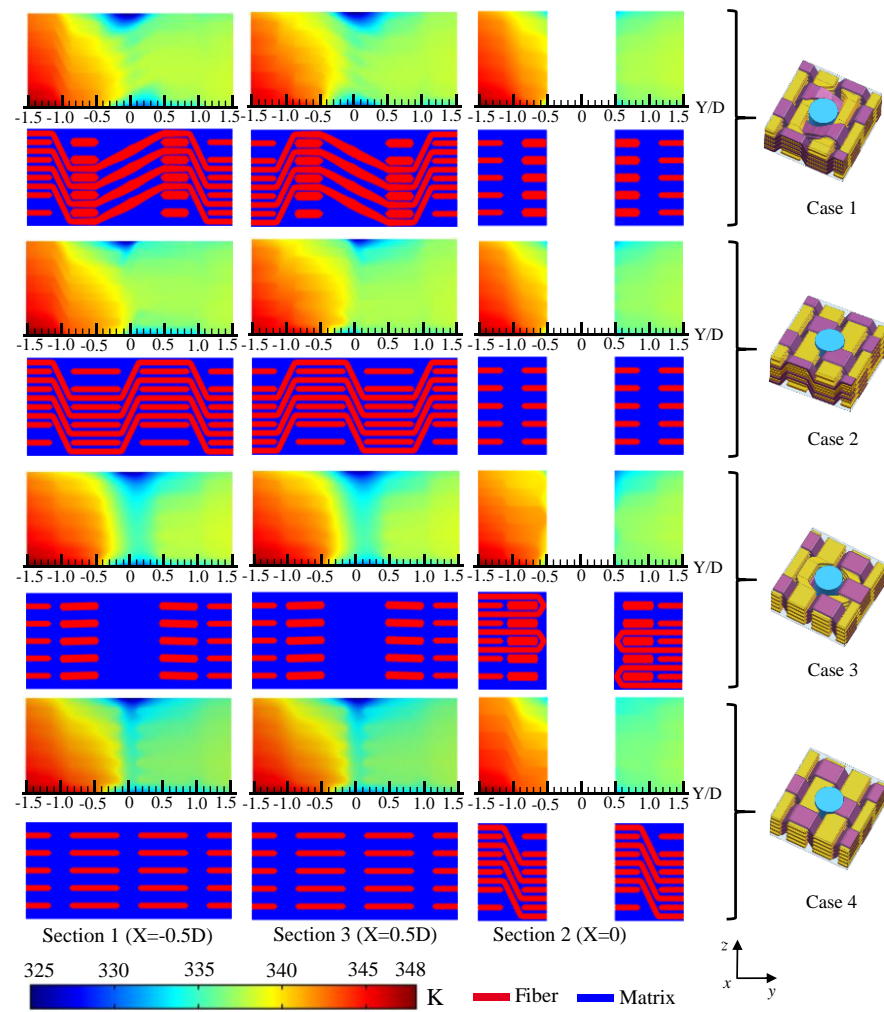 -1.5 -1.0 -0.5 0 0.5 1.0 1.5 -1.5 -1.0 -0.5 0 0.5 1.0 1.5 -1.5 -1.0 -0.5 0 0.5 1.0 1.5 Y/D
Case 1
-1.5 -1.0 -0.5 0 0.5 1.0 1.5 -1.5 -1.0 -0.5 0 0.5 1.0 1.5 -1.5 -1.0 -0.5 0 0.5 1.0 1.5 Y/D
Case 2
-1.5 -1.0 -0.5 0 0.5 1.0 1.5 -1.5 -1.0 -0.5 0 0.5 1.0 1.5 -1.5 -1.0 -0.5 0 0.5 1.0 1.5 Y/D
Case 3
-1.5 -1.0 -0.5 0 0.5 1.0 1.5 -1.5 -1.0 -0.5 0 0.5 1.0 1.5 -1.5 -1.0 -0.5 0 0.5 1.0 1.5 Y/D
Case 4
Section 1 (X=-0.5D) Section 3 (X=0.5D) Section 2 (X=0)
z
x y
325 330 335 340 345 348 K
Fiber Matrix